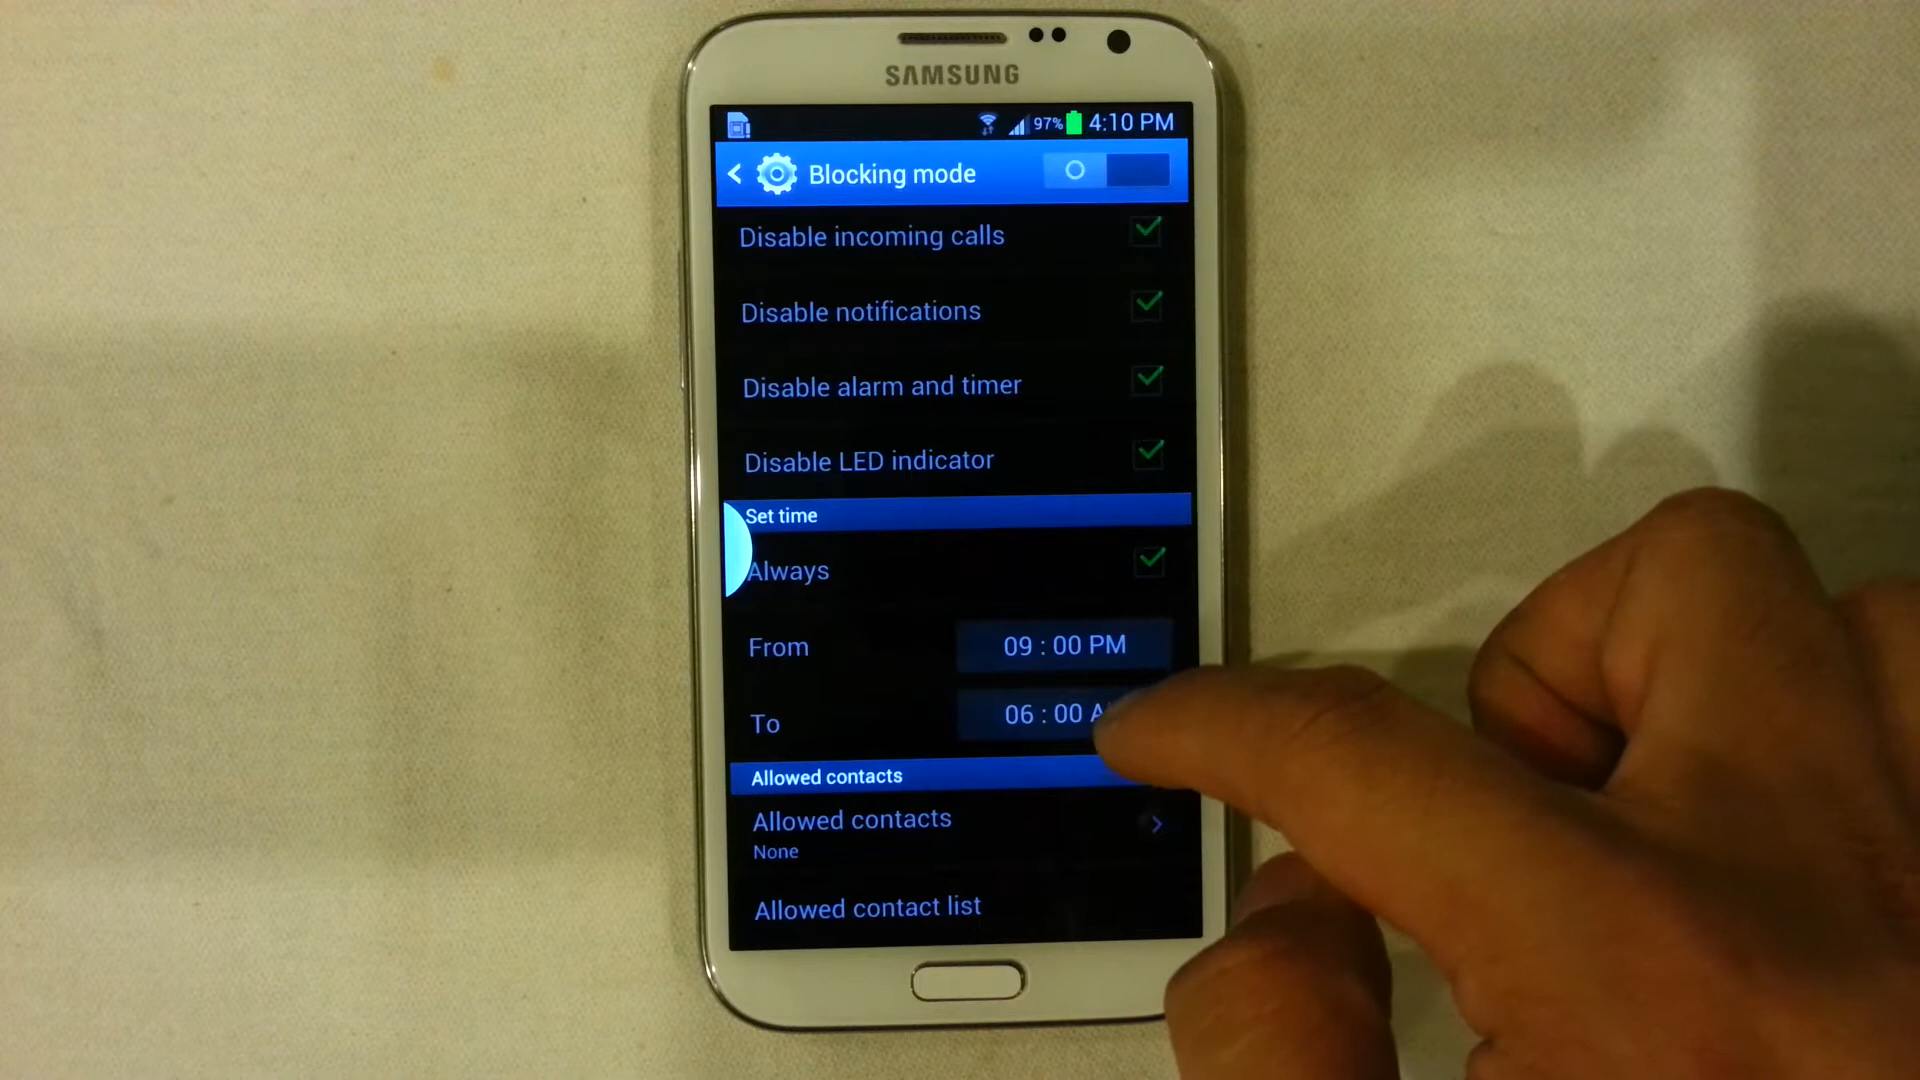 SAMSUNG
97% 4:10 PM
Blocking mode
Disable incoming calls
Disable notifications
Disable alarm and timer
Disable LED indicator
Set time
Always
From 09 : 00 PM
To 06 : 00 A
Allowed contacts
Allowed contacts
None
Allowed contact list